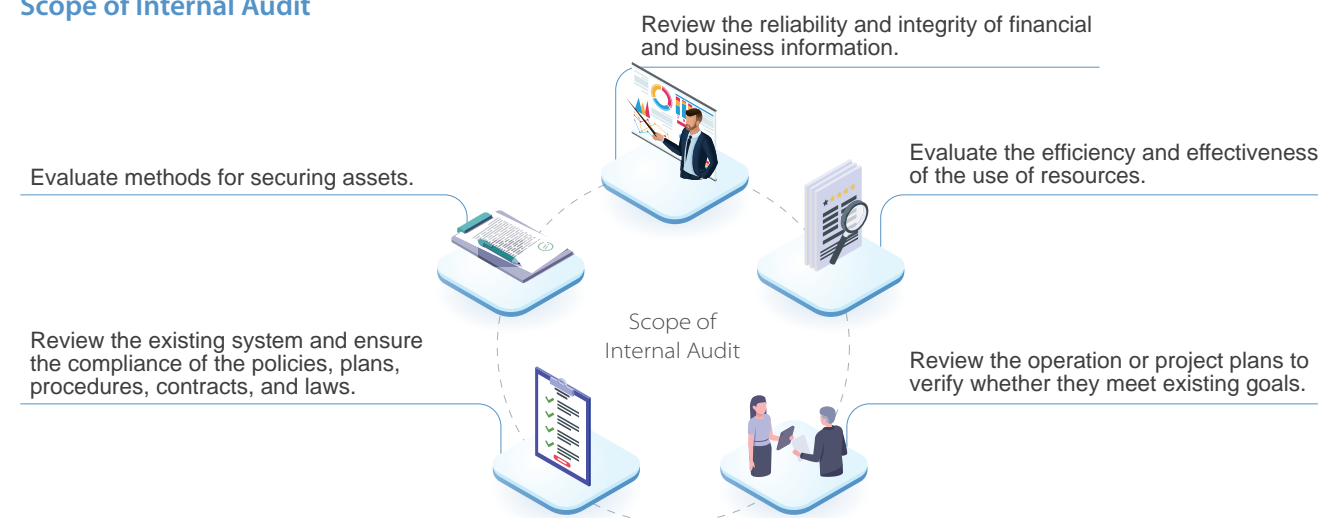 Scope of Internal Audit
Review the reliability and integrity of financial
and business information.
Evaluate methods for securing assets.
Evaluate the efficiency and effectiveness
of the use of resources.
Scope of
Internal Audit
Review the existing system and ensure
the compliance of the policies, plans,
procedures, contracts, and laws.
Review the operation or project plans to
verify whether they meet existing goals.